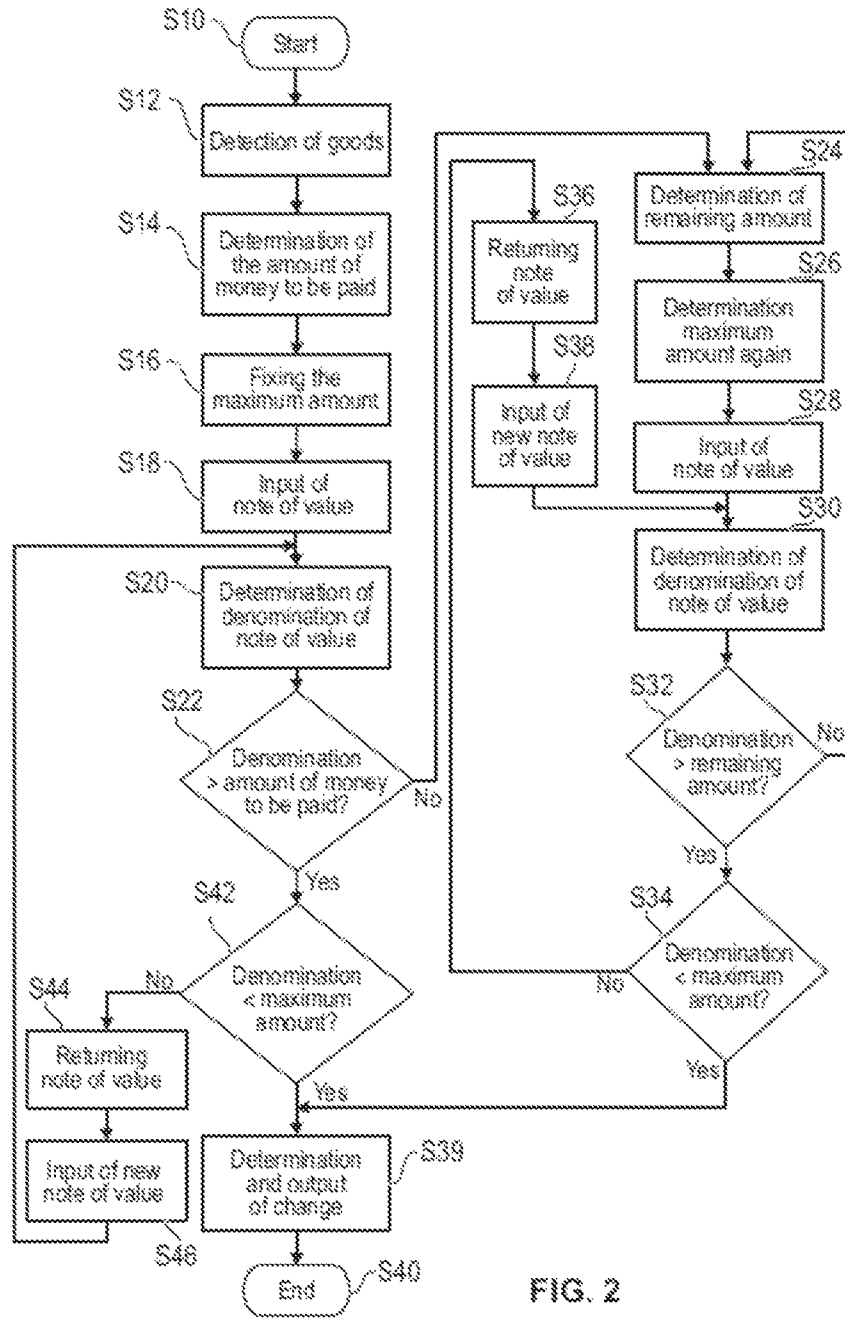 S10
Start
S12
Detection of goods
S14
Determination of
the amount of
money to be paid
S16
Fixing the
maximum amount
S18
Input of
note of value
S20
Determination of
denomination of
note of value
S22
Denomination
> amount of money
to be paid?
No
Yes
S42
Denomination
< maximum
amount?
No
Yes
S44
Returning
note of value
Input of new
note of value
S46
S39
Determination
and output
of change
End
S40
S36
Returning
note
of value
S38
Input of
new note
of value
S24
Determination of
remaining amount
S26
Determination
maximum
amount again
S28
Input of
note of value
S30
Determination of
denomination of
note of value
S32
Denomination
> remaining
amount?
No
Yes
S34
Denomination
< maximum
amount?
No
Yes
FIG. 2